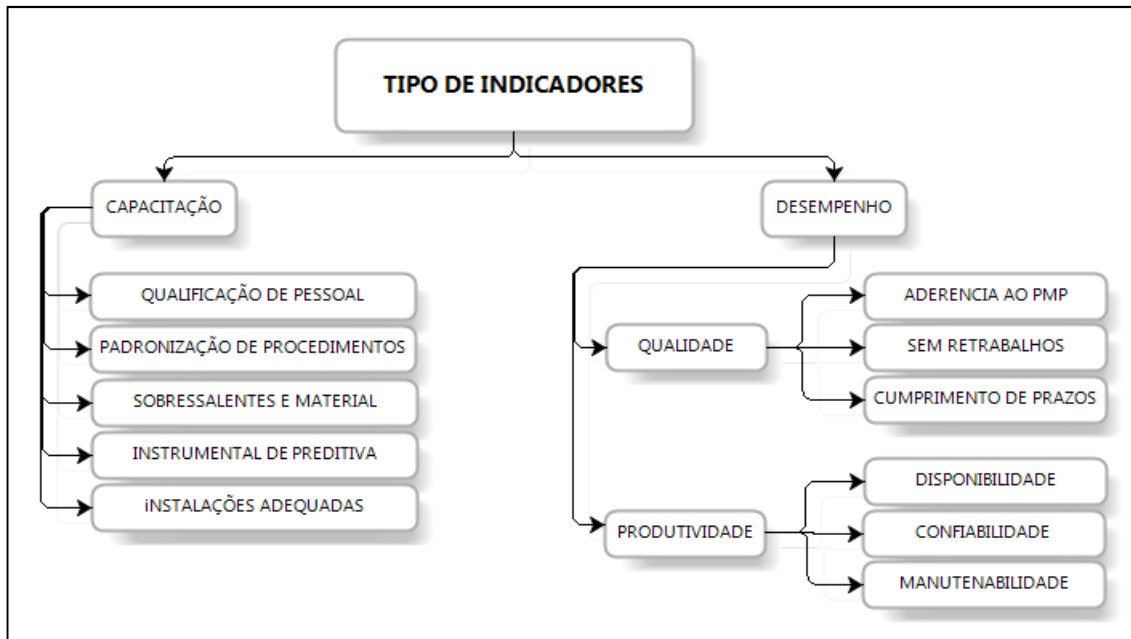 TIPO DE INDICADORES
CAPACITAÇÃO
QUALIFICAÇÃO DE PESSOAL
PADRONIZAÇÃO DE PROCEDIMENTOS
SOBRESSALENTES E MATERIAL
INSTRUMENTAL DE PREDITIVA
iNSTALAÇÕES ADEQUADAS
DESEMPENHO
QUALIDADE
ADERENCIA AO PMP
SEM RETRABALHOS
CUMPRIMENTO DE PRAZOS
PRODUTIVIDADE
DISPONIBILIDADE
CONFIABILIDADE
MANUTENABILIDADE